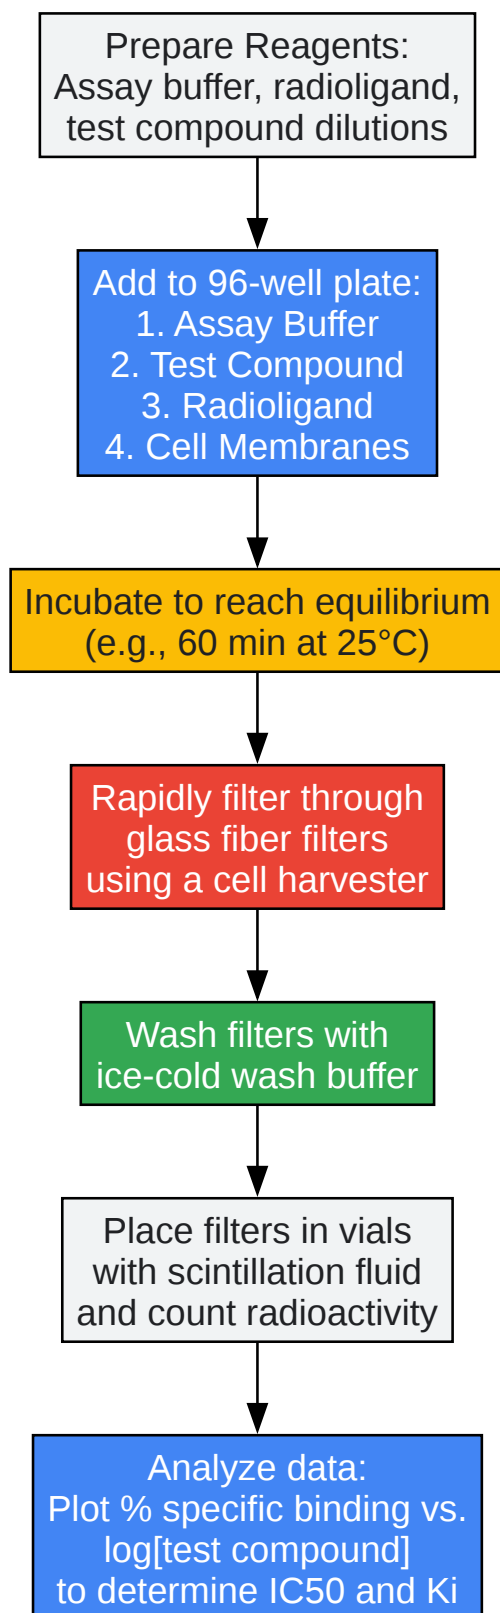 Prepare Reagents:
Assay buffer, radioligand,
test compound dilutions
Add to 96-well plate:
1. Assay Buffer
2. Test Compound
3. Radioligand
4. Cell Membranes
Incubate to reach equilibrium
(e.g., 60 min at 25°C)
Rapidly filter through
glass fiber filters
using a cell harvester
Wash filters with
ice-cold wash buffer
Place filters in vials
with scintillation fluid
and count radioactivity
Analyze data:
Plot % specific binding vs.
log[test compound]
to determine IC50 and Ki